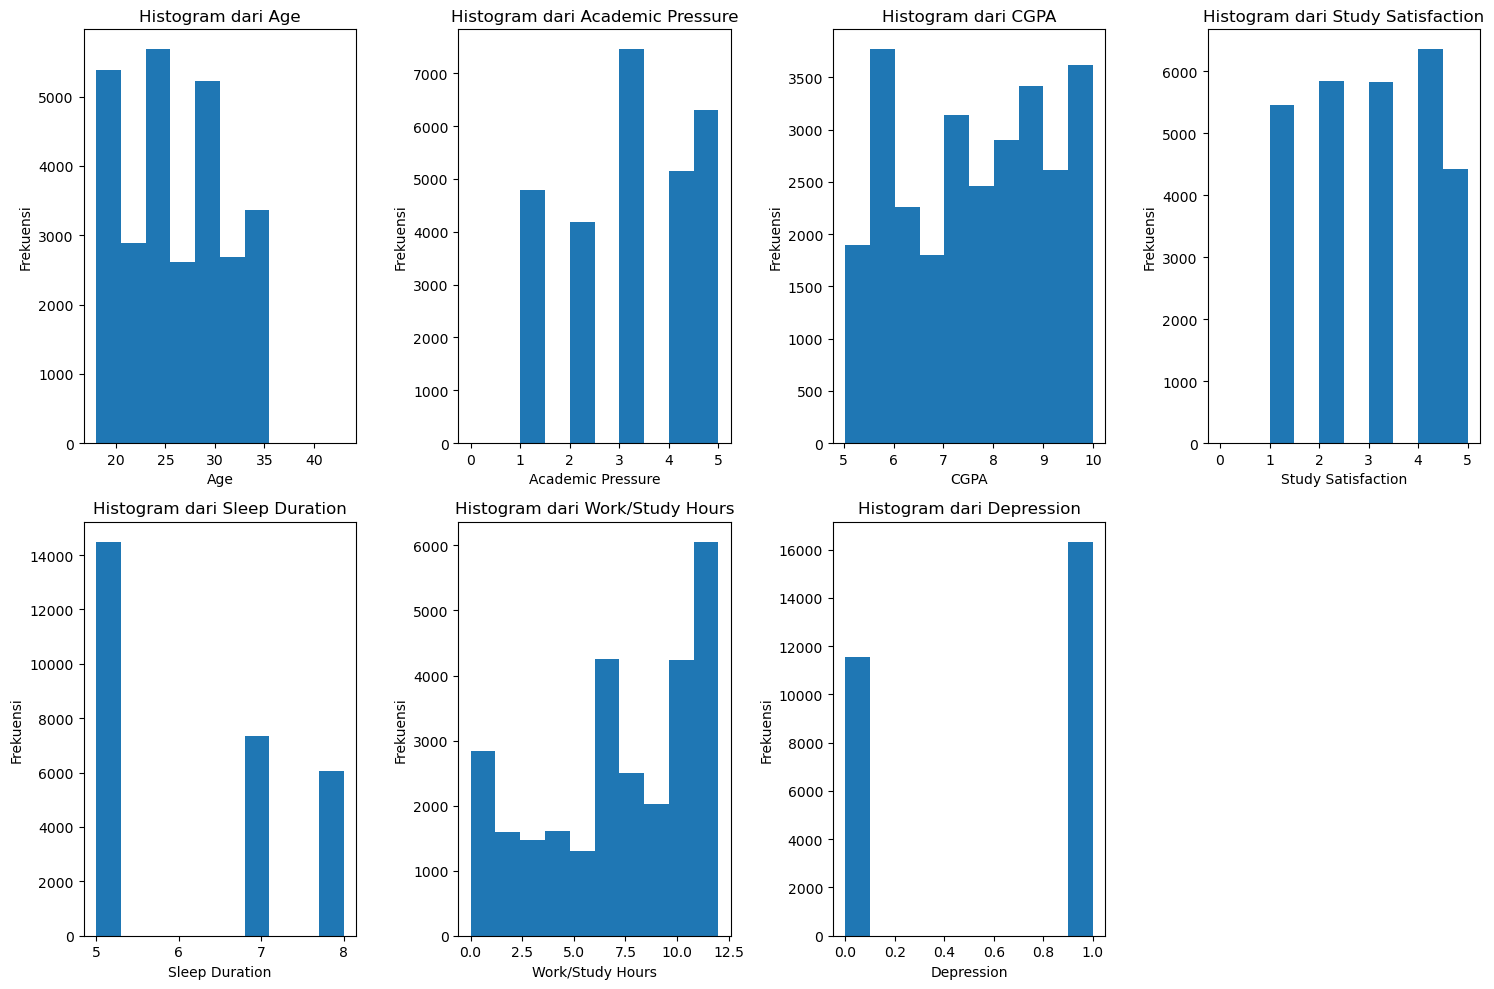 Histogram dari Age
5000
4000
3000
2000
1000
0
Frekuensi
20 25 30 35 40
Age
Histogram dari Academic Pressure
7000
6000
5000
4000
3000
2000
1000
0
Frekuensi
0 1 2 3 4 5
Academic Pressure
Histogram dari CGPA
3500
3000
2500
2000
1500
1000
500
0
Frekuensi
5 6 7 8 9 10
CGPA
Histogram dari Study Satisfaction
6000
5000
4000
3000
2000
1000
0
Frekuensi
0 1 2 3 4 5
Study Satisfaction
Histogram dari Sleep Duration
14000
12000
10000
8000
6000
4000
2000
0
Frekuensi
5 6 7 8
Sleep Duration
Histogram dari Work/Study Hours
6000
5000
4000
3000
2000
1000
0
Frekuensi
0.0 2.5 5.0 7.5 10.0 12.5
Work/Study Hours
Histogram dari Depression
16000
14000
12000
10000
8000
6000
4000
2000
0
Frekuensi
0.0 0.2 0.4 0.6 0.8 1.0
Depression